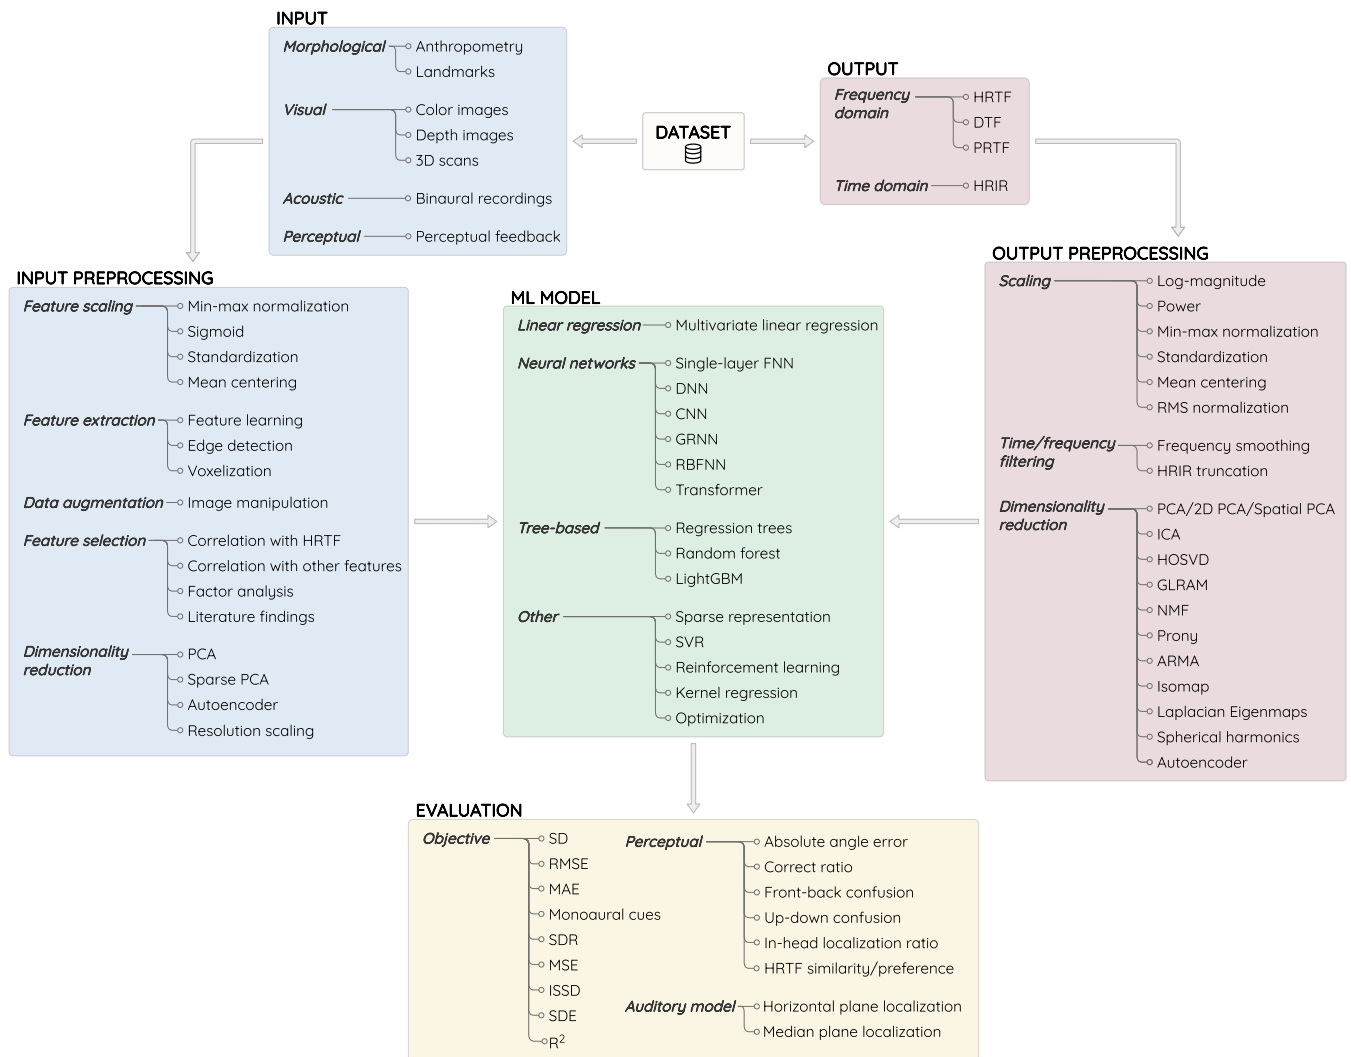 INPUT
Morphological
Anthropometry
Landmarks
Visual
Color images
Depth images
3D scans
Acoustic
Binaural recordings
Perceptual
Perceptual feedback
DATASET
OUTPUT
Frequency
domain
HRTF
DTF
PRTF
Time domain
HRIR
INPUT PREPROCESSING
Feature scaling
Min-max normalization
Sigmoid
Standardization
Mean centering
Feature extraction
Feature learning
Edge detection
Voxelization
Data augmentation
Image manipulation
Feature selection
Correlation with HRTF
Correlation with other features
Factor analysis
Literature findings
Dimensionality
reduction
PCA
Sparse PCA
Autoencoder
Resolution scaling
ML MODEL
Linear regression
Multivariate linear regression
Neural networks
Single-layer FNN
DNN
CNN
GRNN
RBFNN
Transformer
Tree-based
Regression trees
Random forest
LightGBM
Other
Sparse representation
SVR
Reinforcement learning
Kernel regression
Optimization
OUTPUT PREPROCESSING
Scaling
Log-magnitude
Power
Min-max normalization
Standardization
Mean centering
RMS normalization
Time/frequency
filtering
Frequency smoothing
HRIR truncation
Dimensionality
reduction
PCA/2D PCA/Spatial PCA
ICA
HOSVD
GLRAM
NMF
Prony
ARMA
Isomap
Laplacian Eigenmaps
Spherical harmonics
Autoencoder
EVALUATION
Objective
SD
RMSE
MAE
Monoaural cues
SDR
MSE
ISSD
SDE
R²
Perceptual
Absolute angle error
Correct ratio
Front-back confusion
Up-down confusion
In-head localization ratio
HRTF similarity/preference
Auditory model
Horizontal plane localization
Median plane localization